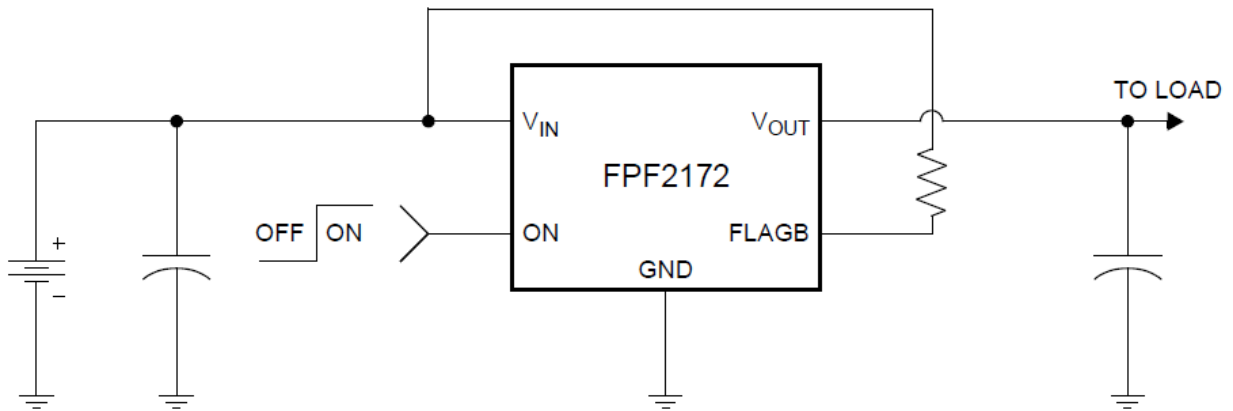 TO LOAD
VIN
VOUT
FPF2172
OFF
ON
ON
FLAGB
GND
+
−